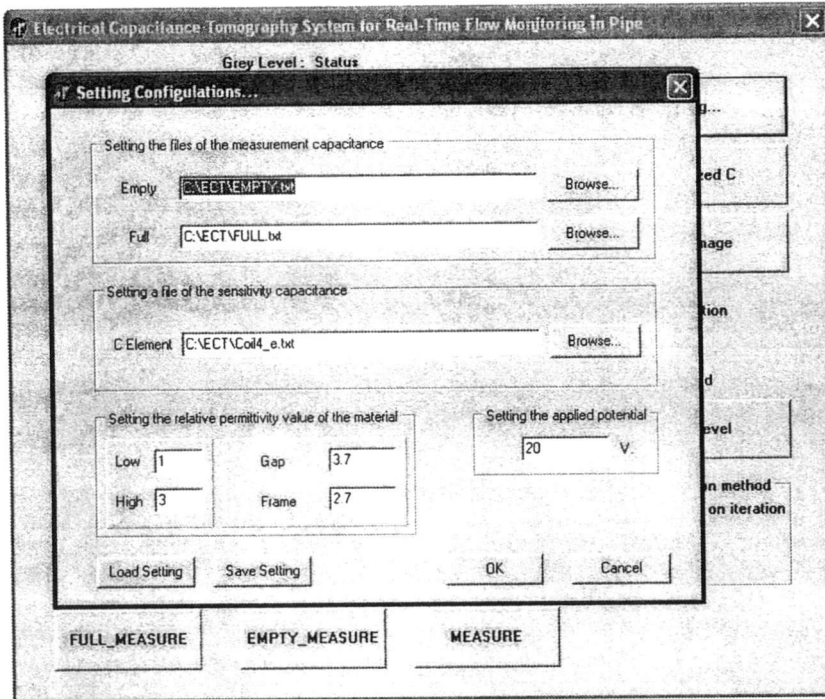 Electrical Capacitance Tomography System for Real-Time Flow Monitoring in Pipe
Grey Level : Status
Setting Configulations...
g...
Setting the files of the measurement capacitance
Empty C:\ECT\EMPTY.txt Browse...
zed C
Full C:\ECT\FULL.txt Browse...
mage
Setting a file of the sensitivity capacitance
tion
C Element C:\ECT\Coil4_e.txt Browse...
d
Setting the relative permittivity value of the material Setting the applied potential
evel
Low 1 Gap 3.7 20 V.
High 3 Frame 2.7
on method
on iteration
Load Setting Save Setting OK Cancel
FULL_MEASURE EMPTY_MEASURE MEASURE